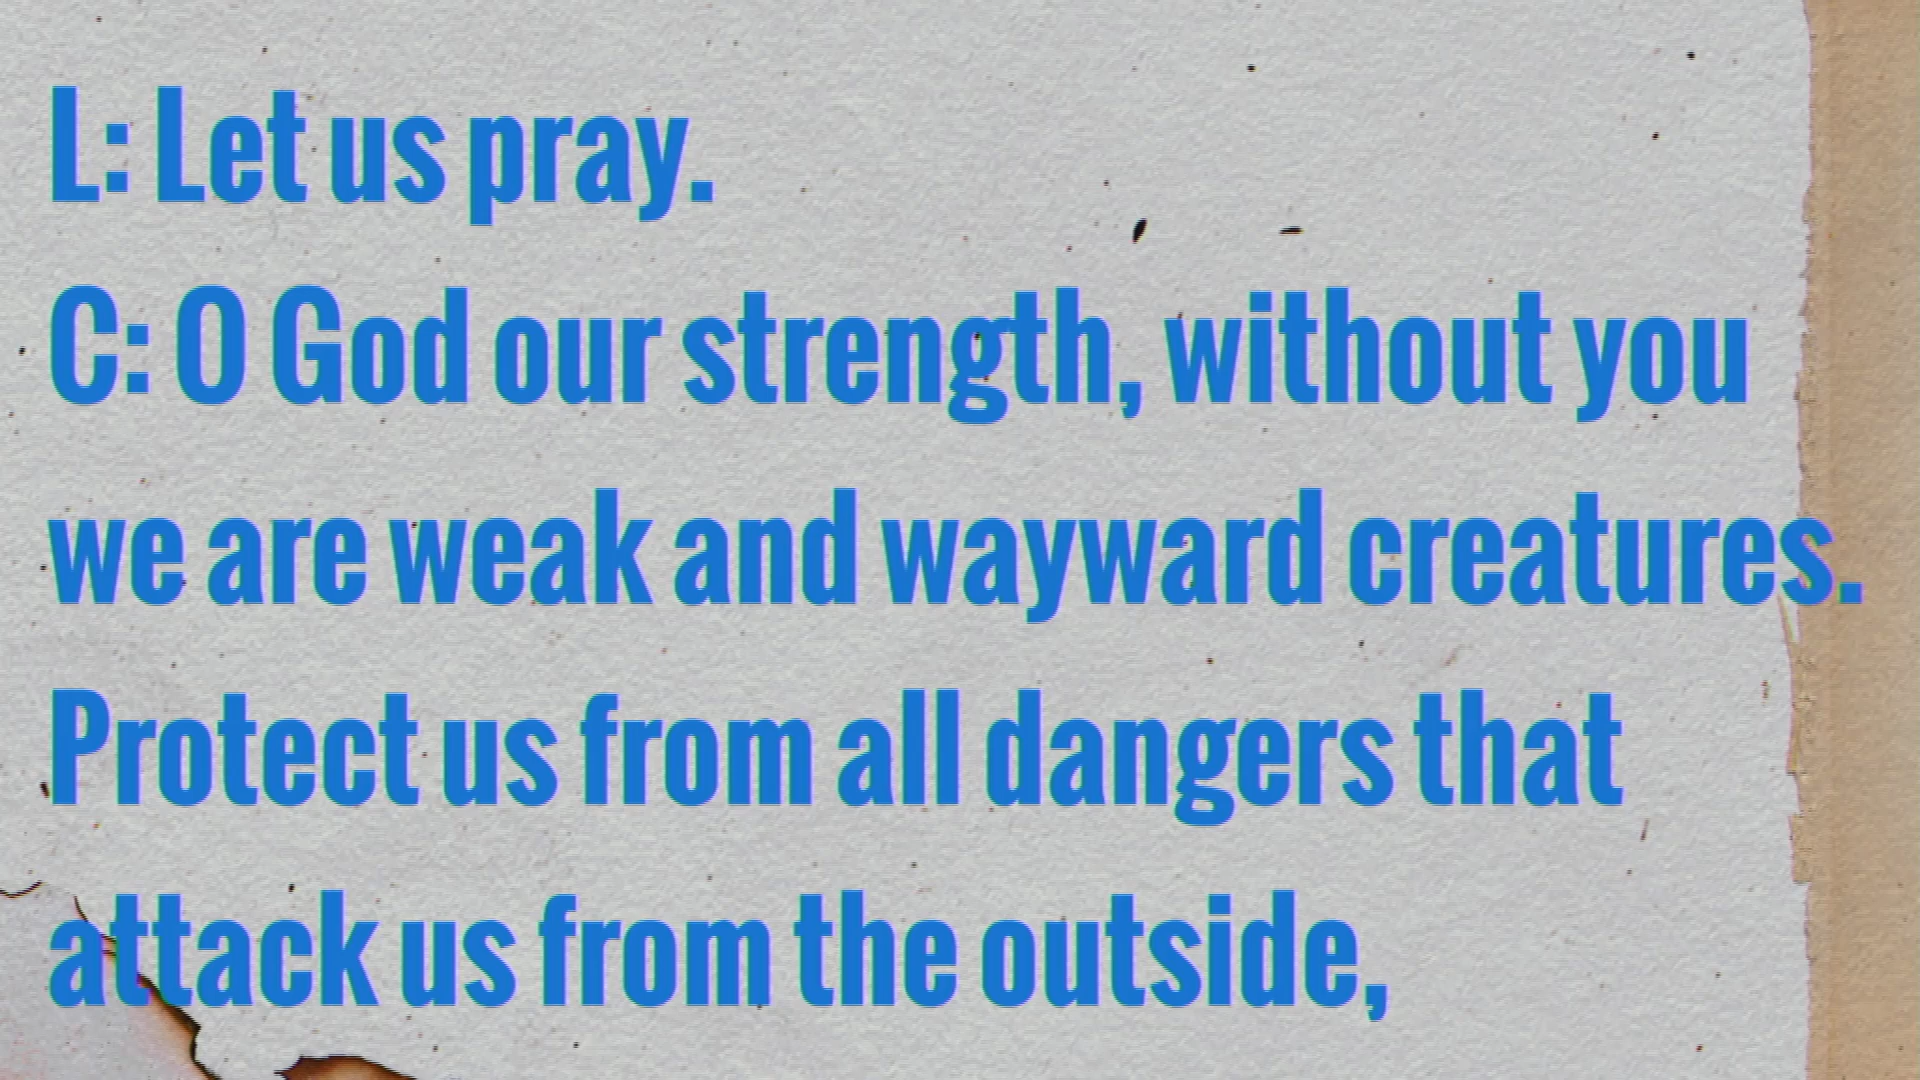 L: Let us pray.
C: O God our strength, without you
we are weak and wayward creatures.
Protect us from all dangers that
attack us from the outside,